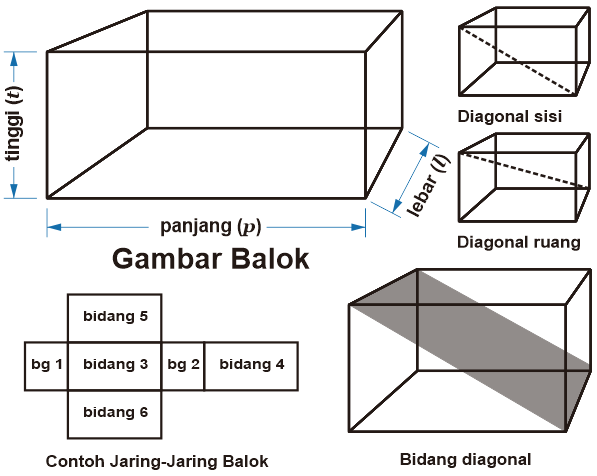 tinggi (t)
panjang (p)
lebar (l)
Gambar Balok
Diagonal sisi
Diagonal ruang
bidang 5
bg 1
bidang 3
bg 2
bidang 4
bidang 6
Contoh Jaring-Jaring Balok
Bidang diagonal